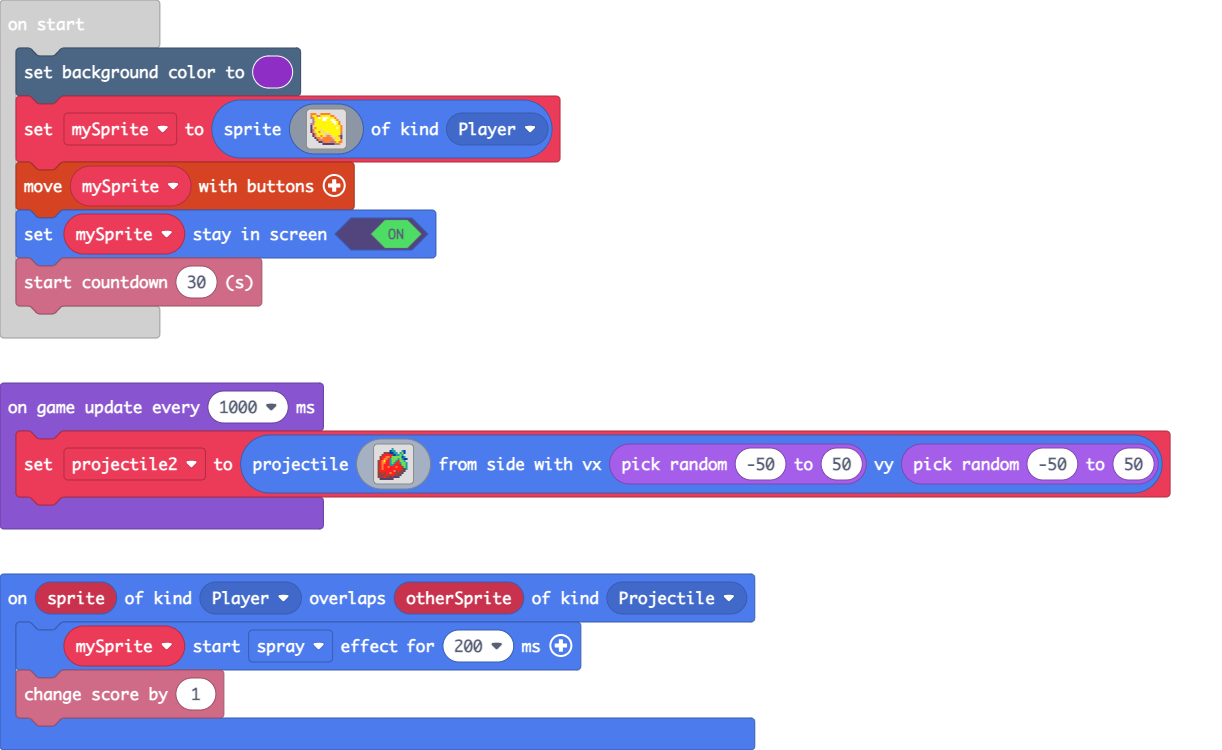 on start
set background color to
set mySprite to sprite of kind Player
move mySprite with buttons
set mySprite stay in screen ON
start countdown 30 (s)
on game update every 1000 ms
set projectile2 to projectile from side with vx pick random -50 to 50 vy pick random -50 to 50
on sprite of kind Player overlaps otherSprite of kind Projectile
mySprite start spray effect for 200 ms
change score by 1